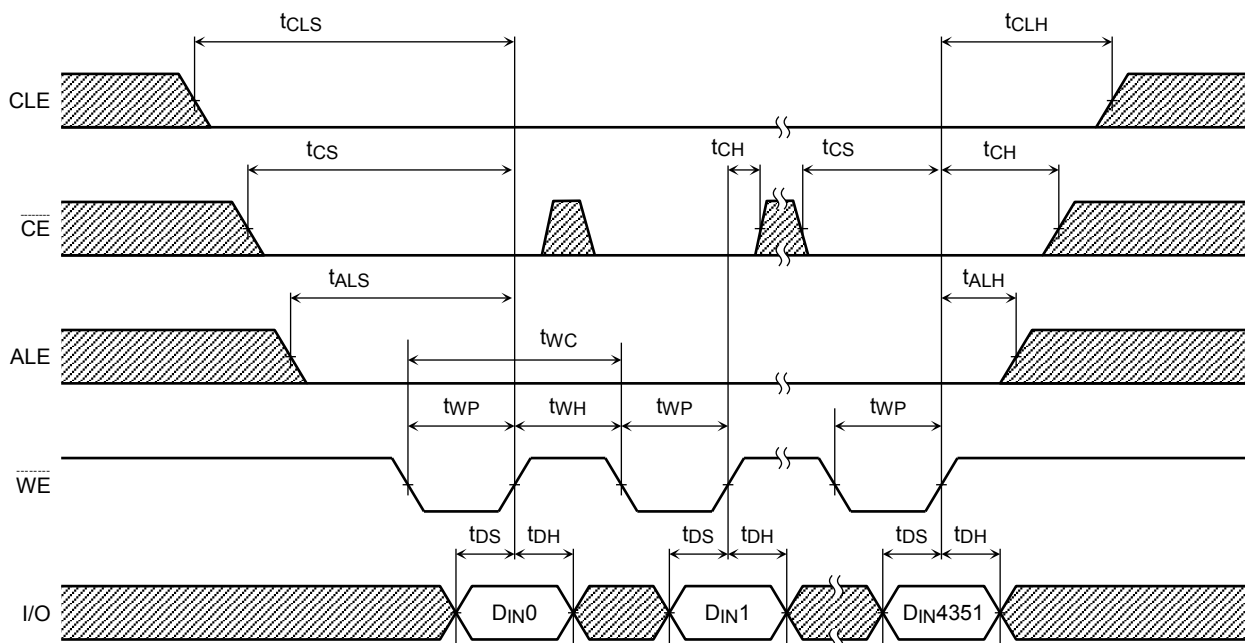 tCLS tCLH
CLE
tCS tCH tCS tCH
CE
tALS tALH
ALE
tWC
tWP tWH tWP tWP
WE
tDS tDH tDS tDH tDS tDH
I/O DIN0 DIN1 DIN4351